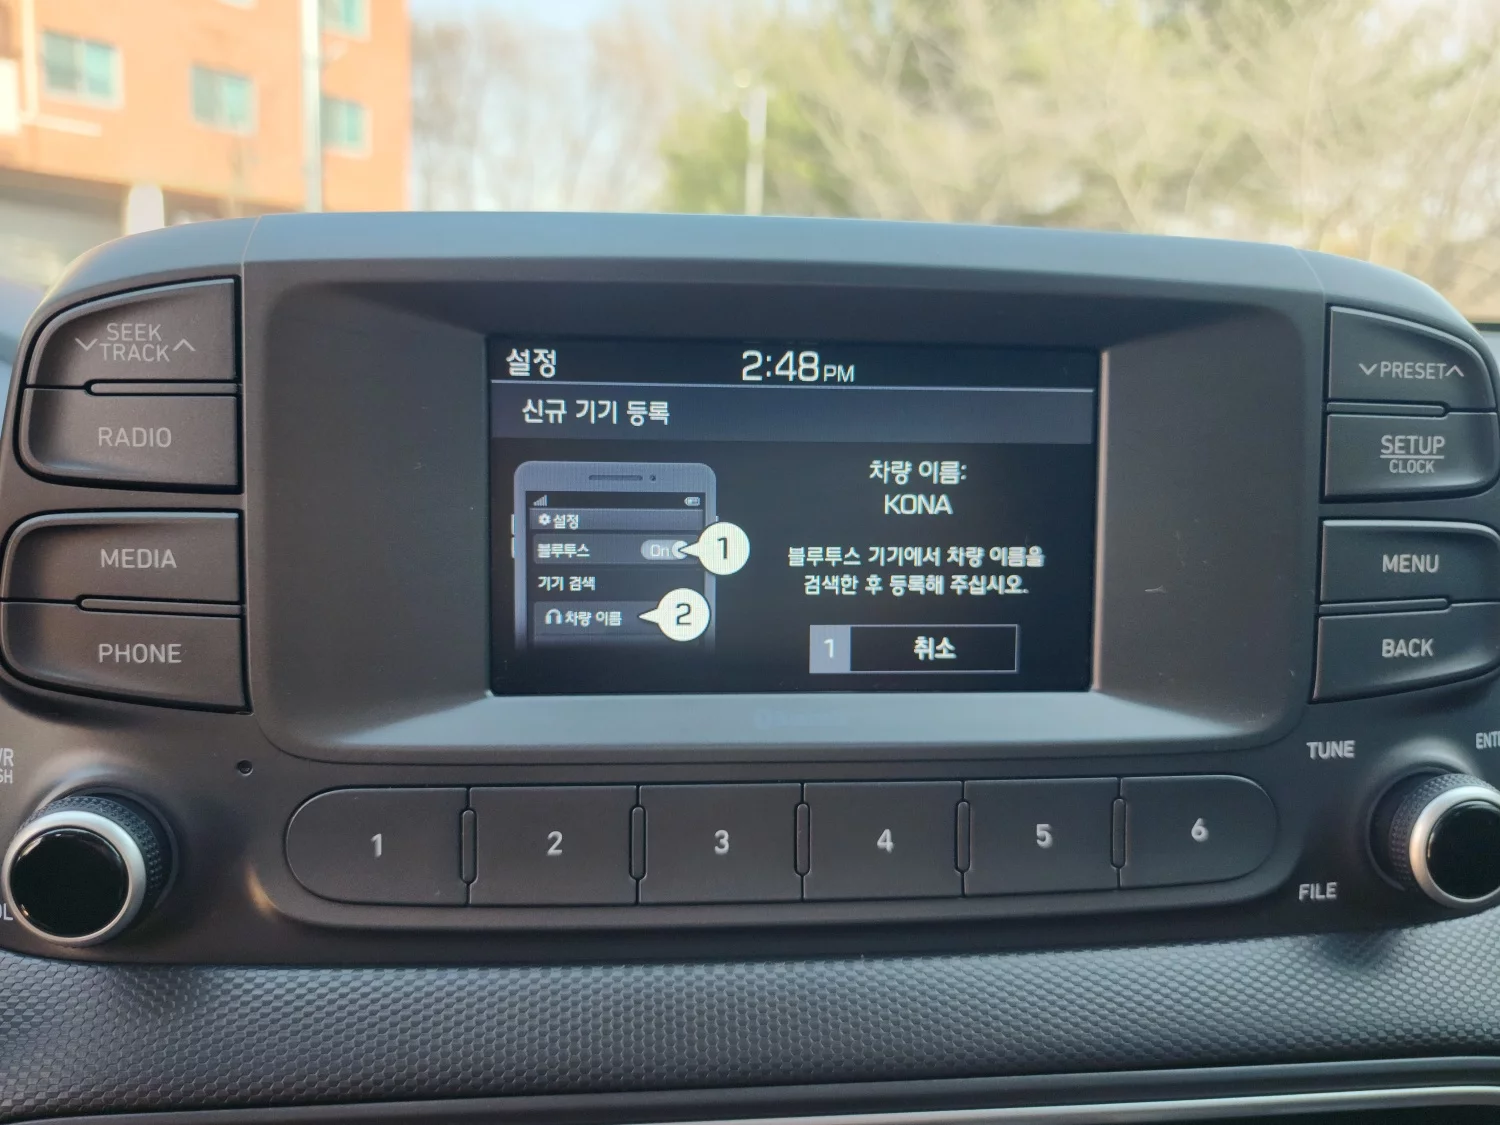 설정
2:48 PM
신규 기기 등록
설정
블루투스
On
1
기기 검색
차량 이름
2
차량 이름:
KONA
블루투스 기기에서 차량 이름을
검색한 후 등록해 주십시오.
1
취소
SEEK
TRACK
RADIO
MEDIA
PHONE
PRESET
SETUP
CLOCK
MENU
BACK
TUNE
FILE
1
2
3
4
5
6